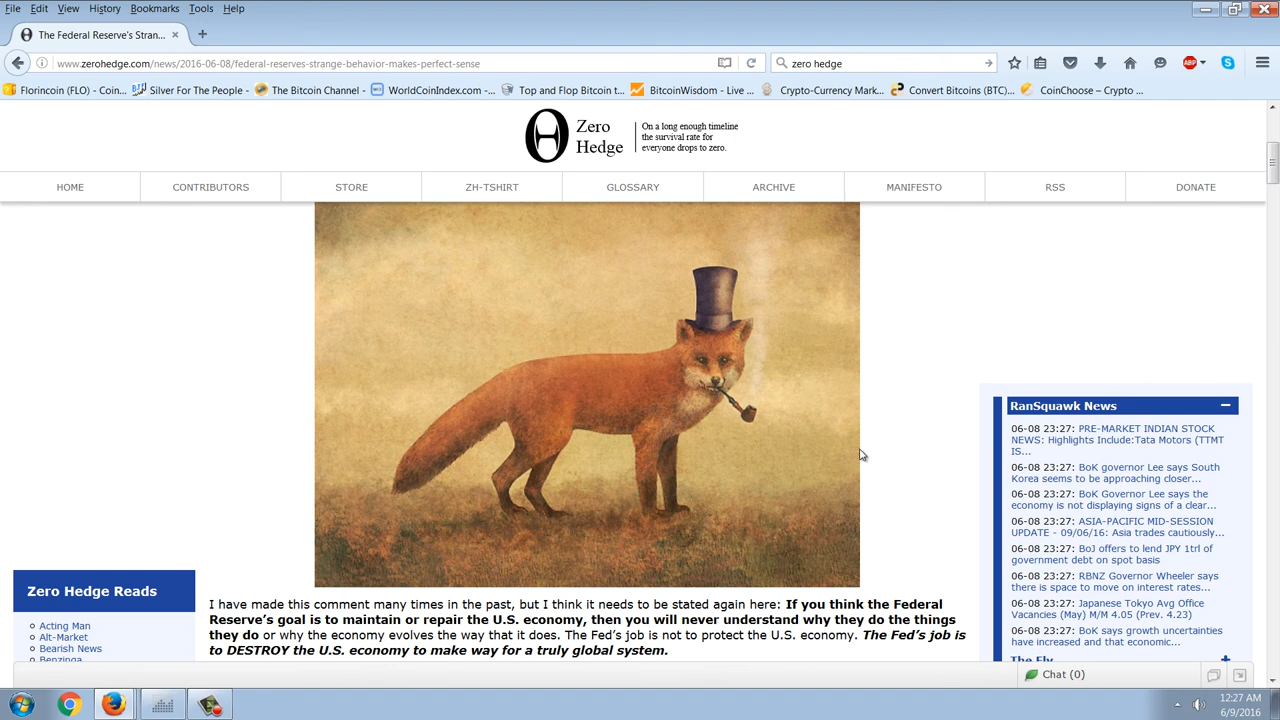 File Edit View History Bookmarks Tools Help
The Federal Reserve's Stran...
www.zerohedge.com/news/2016-06-08/federal-reserves-strange-behavior-makes-perfect-sense
zero hedge
ABP
Florincoin (FLO) - Coin...
Silver For The People - ...
The Bitcoin Channel - ...
WorldCoinIndex.com -...
Top and Flop Bitcoin t...
BitcoinWisdom - Live ...
Crypto-Currency Mark...
Convert Bitcoins (BTC)...
CoinChoose – Crypto ...
Zero
Hedge
On a long enough timeline
the survival rate for
everyone drops to zero.
HOME
CONTRIBUTORS
STORE
ZH-TSHIRT
GLOSSARY
ARCHIVE
MANIFESTO
RSS
DONATE
RanSquawk News
06-08 23:27: PRE-MARKET INDIAN STOCK
NEWS: Highlights Include:Tata Motors (TTMT
IS...
06-08 23:27: BoK governor Lee says South
Korea seems to be approaching closer...
06-08 23:27: BoK Governor Lee says the
economy is not displaying signs of a clear...
06-08 23:27: ASIA-PACIFIC MID-SESSION
UPDATE - 09/06/16: Asia trades cautiously...
06-08 23:27: BoJ offers to lend JPY 1trl of
government debt on spot basis
06-08 23:27: RBNZ Governor Wheeler says
there is space to move on interest rates...
06-08 23:27: Japanese Tokyo Avg Office
Vacancies (May) M/M 4.05 (Prev. 4.23)
06-08 23:27: BoK says growth uncertainties
have increased and that economic...
The Fly
Zero Hedge Reads
Acting Man
Alt-Market
Bearish News
Benzinga
I have made this comment many times in the past, but I think it needs to be stated again here: If you think the Federal
Reserve's goal is to maintain or repair the U.S. economy, then you will never understand why they do the things
they do or why the economy evolves the way that it does. The Fed's job is not to protect the U.S. economy. The Fed's job is
to DESTROY the U.S. economy to make way for a truly global system.
Chat (0)
12:27 AM
6/9/2016